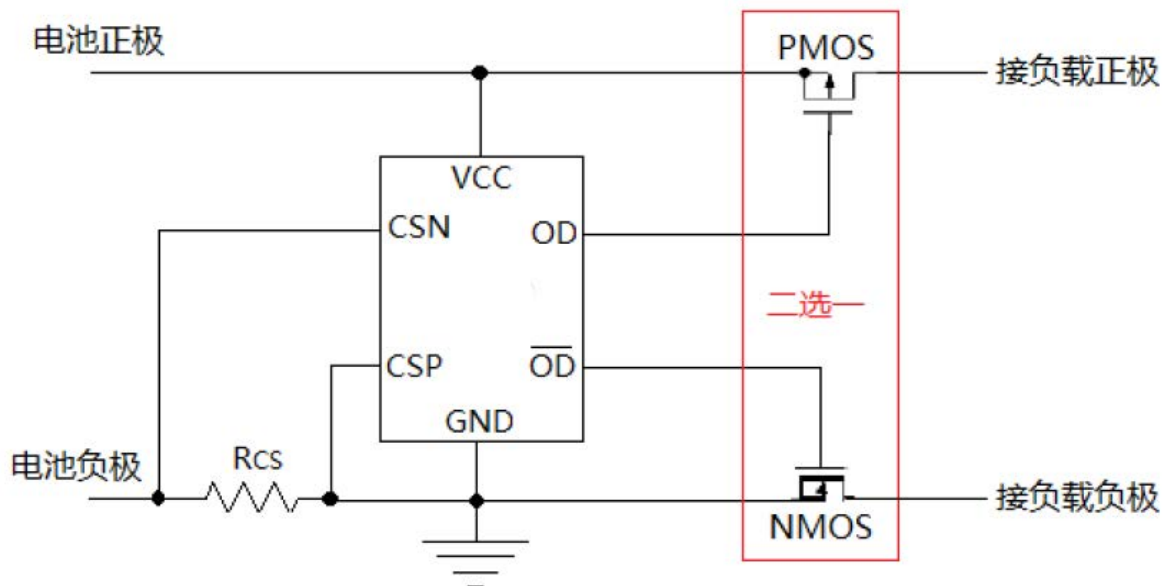 电池正极
PMOS
接负载正极
VCC
CSN
OD
二选一
CSP
O̅D̅
GND
电池负极
Rcs
接负载负极
NMOS